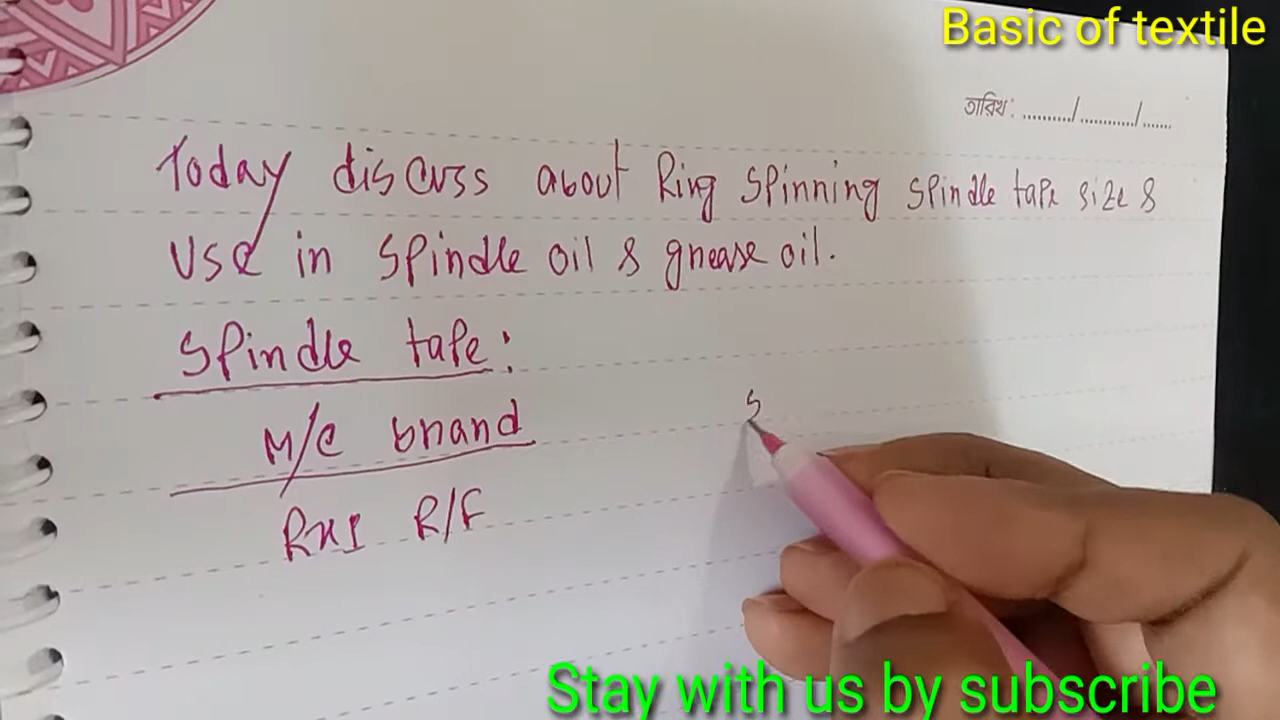 Basic of textile
তারিখ: ........../.........../.......
Today discuss about Ring Spinning spindle tape size &
use in spindle oil & grease oil.
Spindle tape:
M/C brand
S
RXI R/F
Stay with us by subscribe